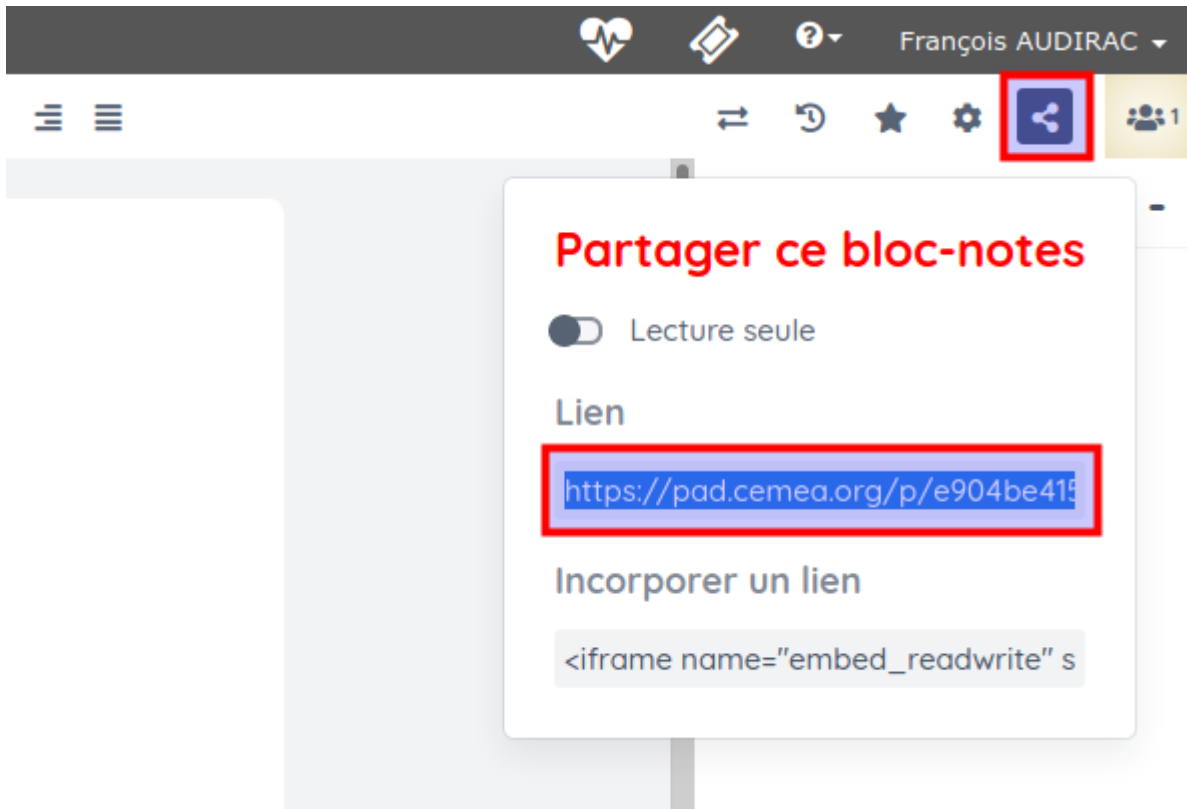 François AUDIRAC
1
Partager ce bloc-notes
Lecture seule
Lien
https://pad.cemea.org/p/e904be415
Incorporer un lien
<iframe name="embed_readwrite" s